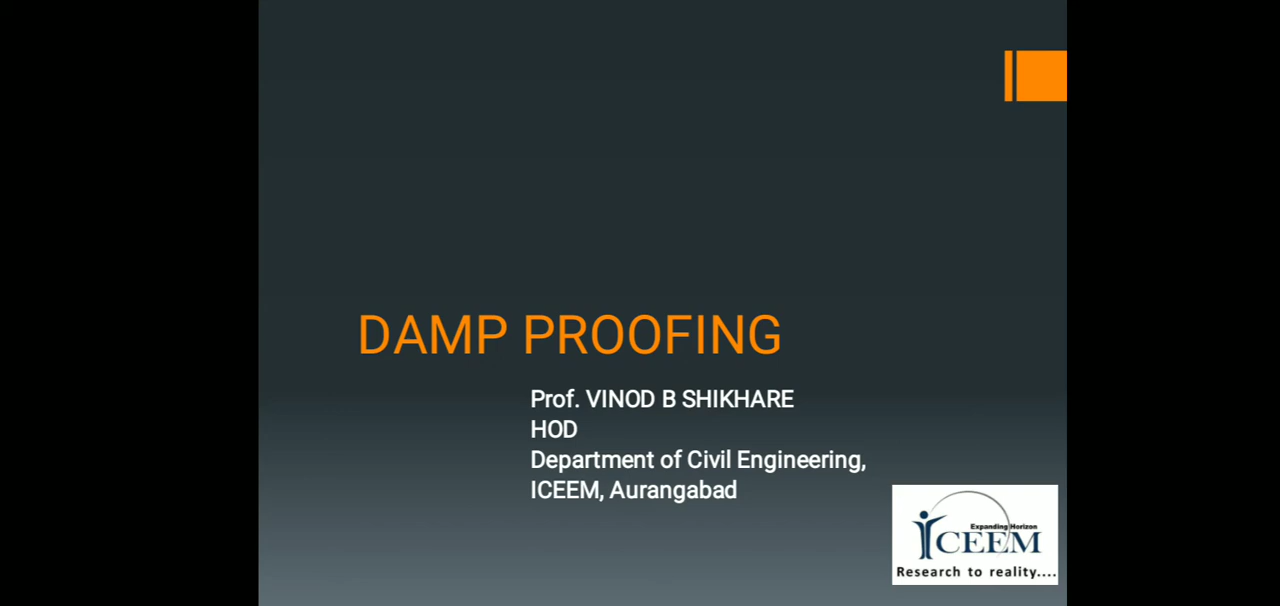 DAMP PROOFING
Prof. VINOD B SHIKHARE
HOD
Department of Civil Engineering,
ICEEM, Aurangabad
Expanding Horizon
ICEEM
Research to reality....